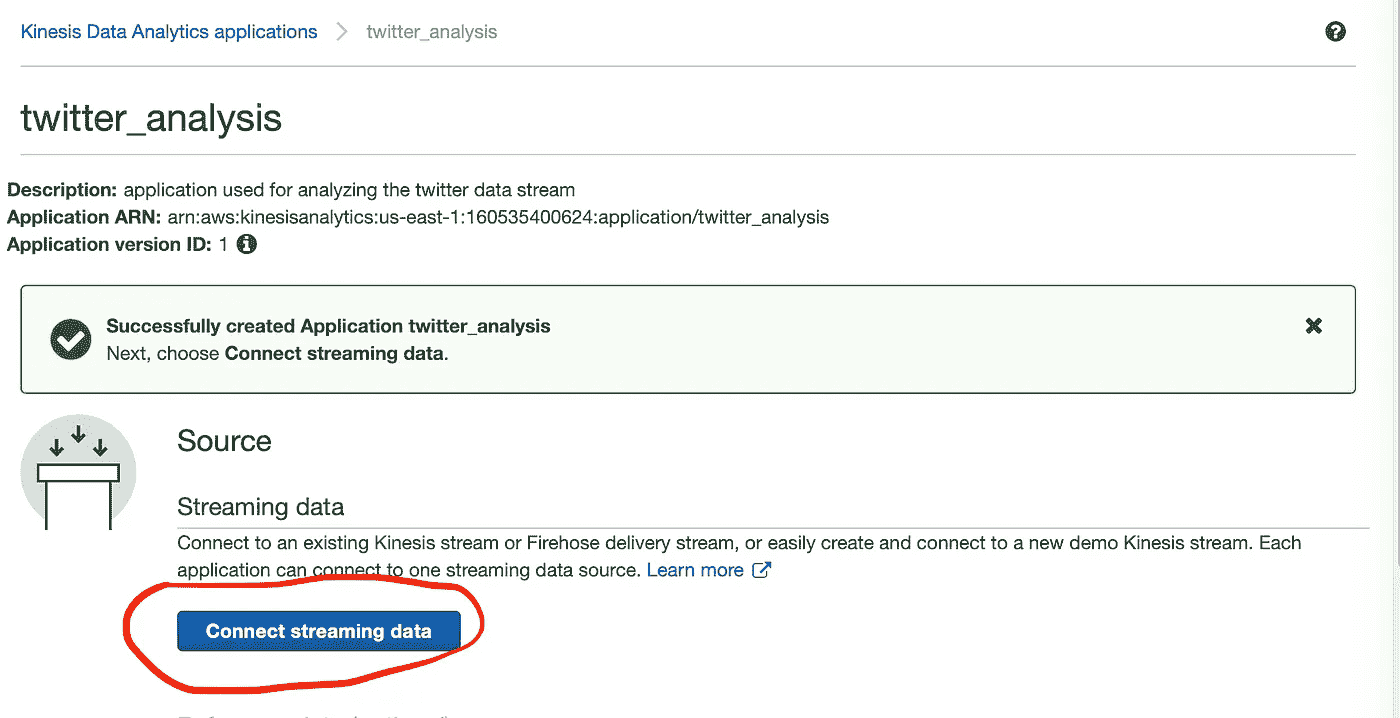 Kinesis Data Analytics applications > twitter_analysis
twitter_analysis
Description: application used for analyzing the twitter data stream
Application ARN: arn:aws:kinesisanalytics:us-east-1:160535400624:application/twitter_analysis
Application version ID: 1
Successfully created Application twitter_analysis
Next, choose Connect streaming data.
Source
Streaming data
Connect to an existing Kinesis stream or Firehose delivery stream, or easily create and connect to a new demo Kinesis stream. Each
application can connect to one streaming data source. Learn more
Connect streaming data